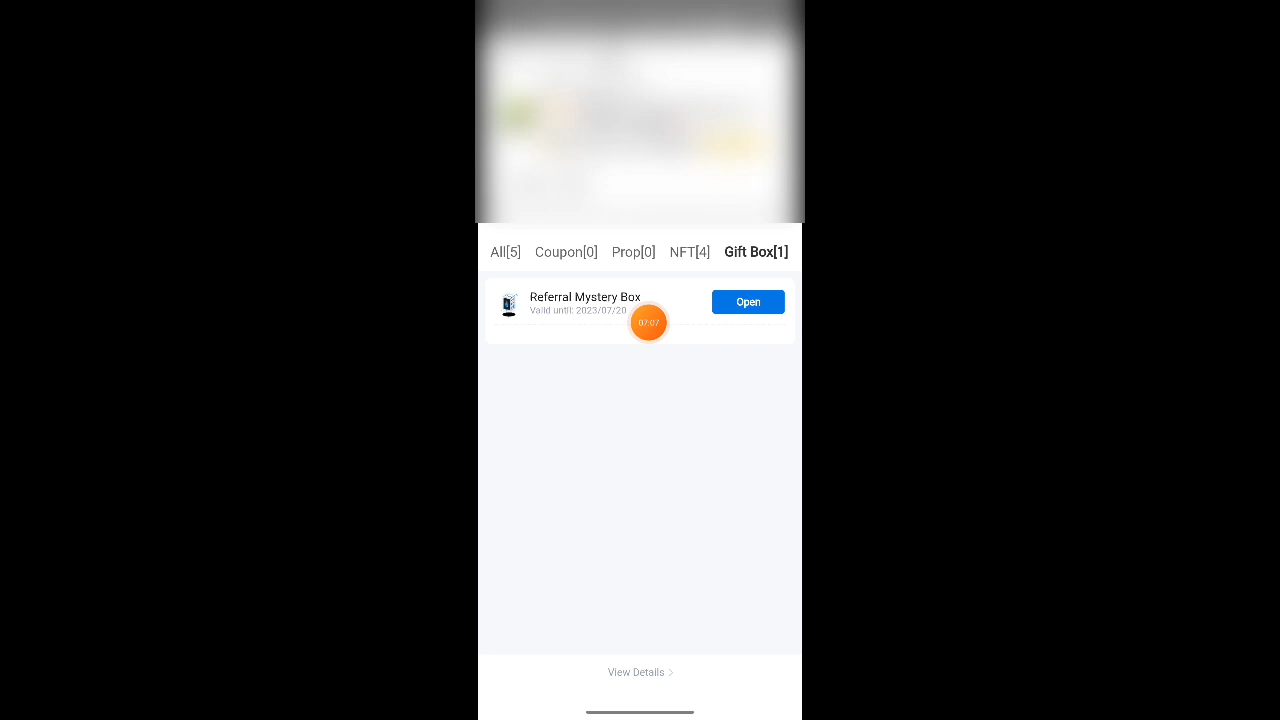 All[5] Coupon[0] Prop[0] NFT[4] Gift Box[1]
Referral Mystery Box
Valid until: 2023/07/20
Open
07:07
View Details >